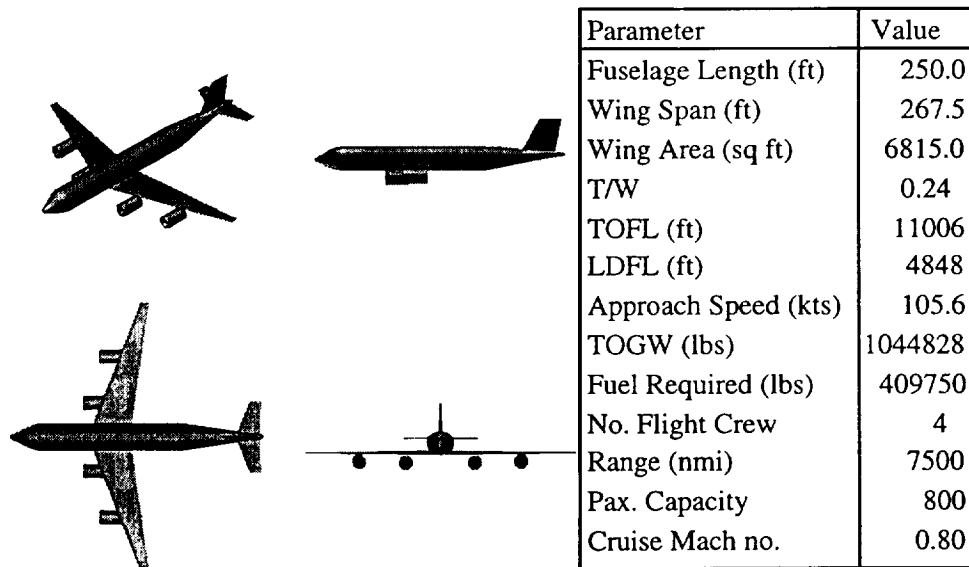 Parameter Value
Fuselage Length (ft) 250.0
Wing Span (ft) 267.5
Wing Area (sq ft) 6815.0
T/W 0.24
TOFL (ft) 11006
LDFL (ft) 4848
Approach Speed (kts) 105.6
TOGW (lbs) 1044828
Fuel Required (lbs) 409750
No. Flight Crew 4
Range (nmi) 7500
Pax. Capacity 800
Cruise Mach no. 0.80